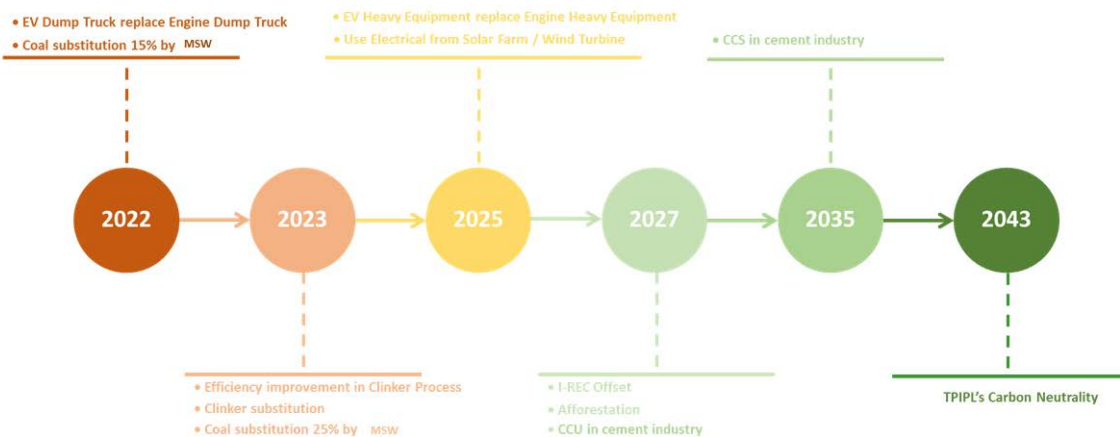 • EV Dump Truck replace Engine Dump Truck
• Coal substitution 15% by MSW
• EV Heavy Equipment replace Engine Heavy Equipment
• Use Electrical from Solar Farm / Wind Turbine
• CCS in cement industry
2022
2023
2025
2027
2035
2043
• Efficiency improvement in Clinker Process
• Clinker substitution
• Coal substitution 25% by MSW
• I-REC Offset
• Afforestation
• CCU in cement industry
TPIPL's Carbon Neutrality